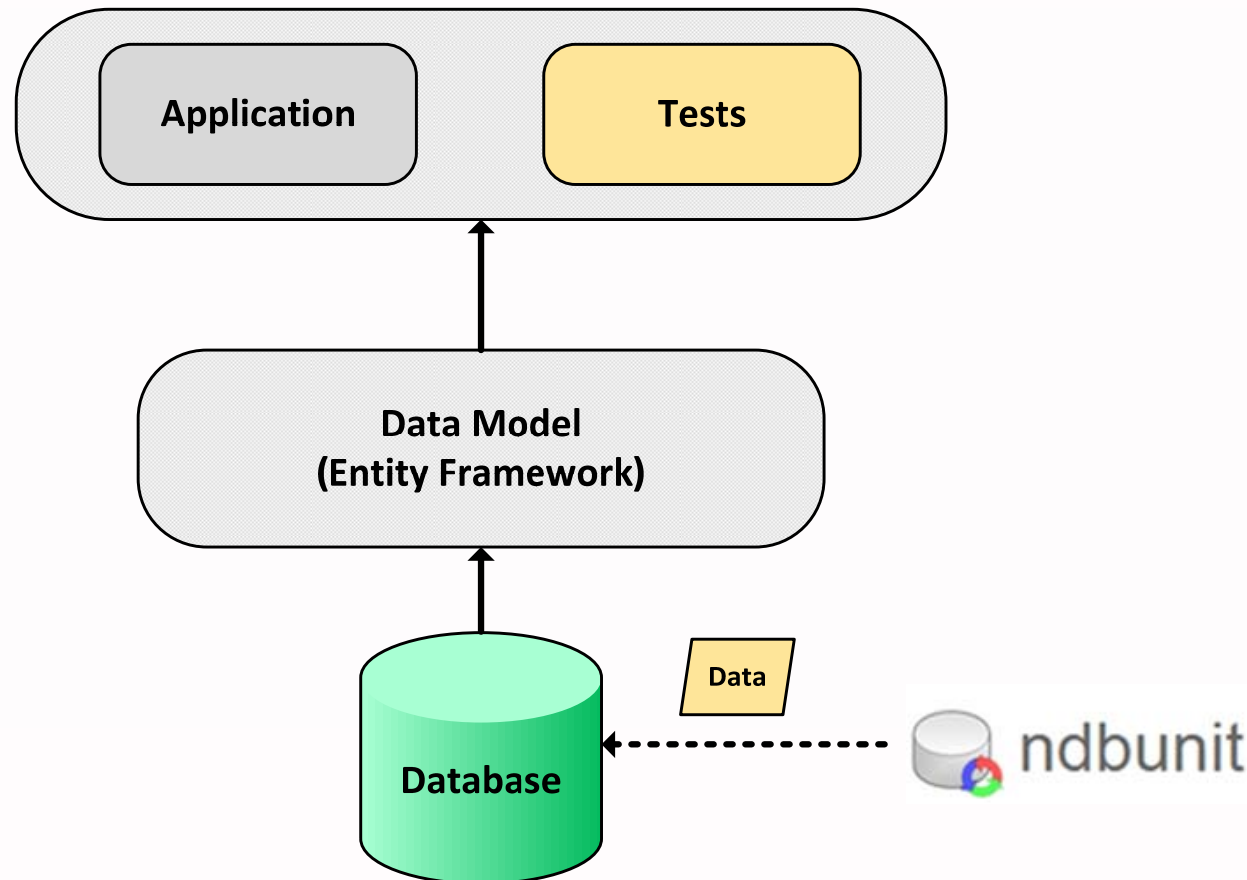 Application
Tests
Data Model
(Entity Framework)
Data
ndbunit
Database